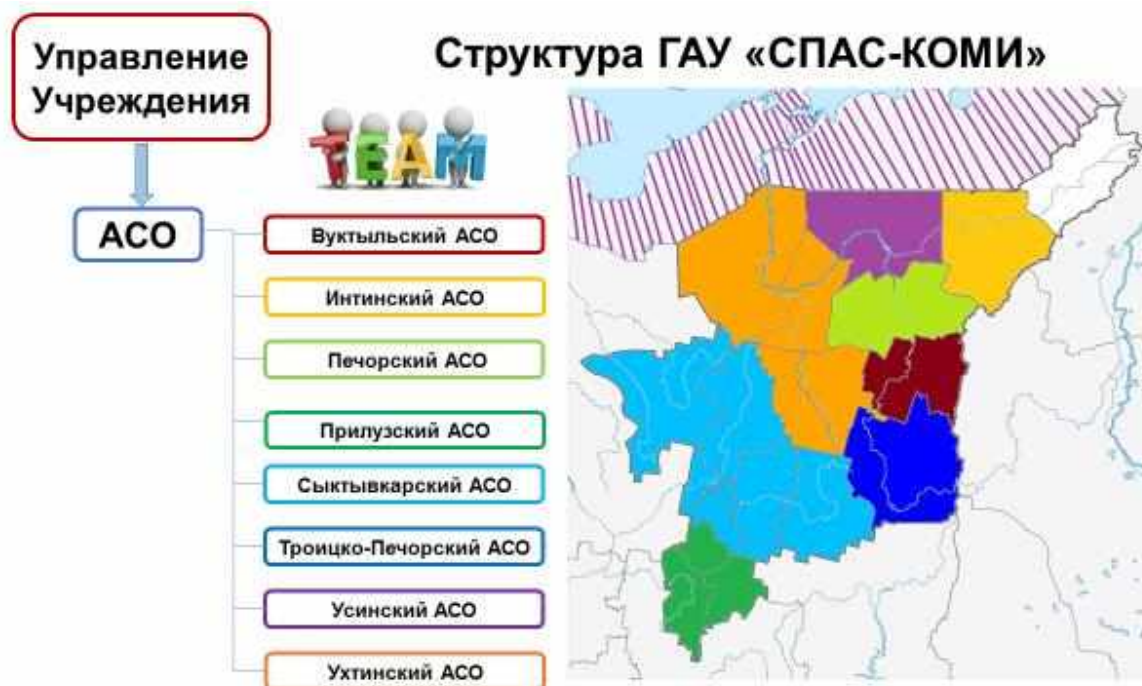 Управление
Учреждения
Структура ГАУ «СПАС-КОМИ»
TEAM
АСО
Вуктыльский АСО
Интинский АСО
Печорский АСО
Прилузский АСО
Сыктывкарский АСО
Троицко-Печорский АСО
Усинский АСО
Ухтинский АСО